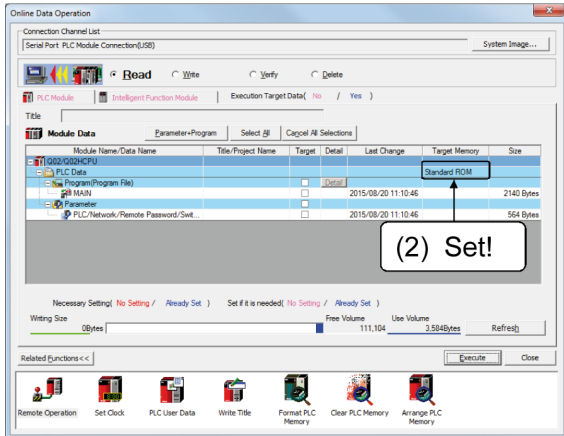 Online Data Operation
Connection Channel List
Serial Port PLC Module Connection(USB)
System Image...
Read Write Verify Delete
PLC Module Intelligent Function Module Execution Target Data( No / Yes )
Title
Module Data Parameter+Program Select All Cancel All Selections
Module Name/Data Name Title/Project Name Target Detail Last Change Target Memory Size
Q02/Q02HCPU
PLC Data Standard ROM
Program(Program File) Detail
MAIN 2015/08/20 11:10:46 2140 Bytes
Parameter
PLC/Network/Remote Password/Swit... 2015/08/20 11:10:46 564 Bytes
(2) Set!
Necessary Setting( No Setting / Already Set ) Set if it is needed( No Setting / Already Set )
Writing Size Free Volume Use Volume
0Bytes 111,104 3,584Bytes Refresh
Related Functions<< Execute Close
Remote Operation Set Clock PLC User Data Write Title Format PLC Memory Clear PLC Memory Arrange PLC Memory